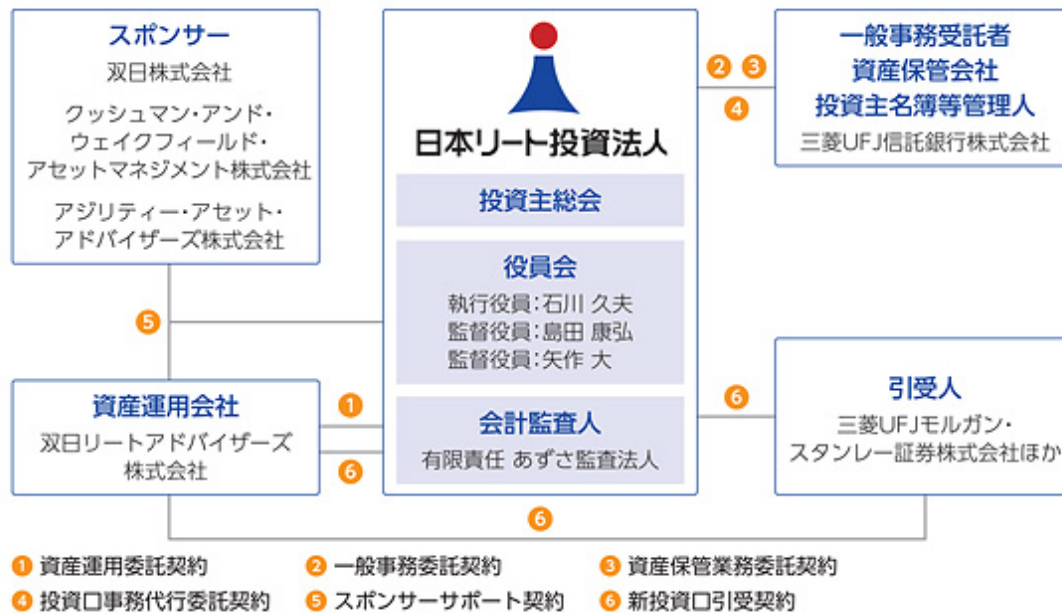 スポンサー
双日株式会社
クッシュマン・アンド・
ウェイクフィールド・
アセットマネジメント株式会社
アジリティー・アセット・
アドバイザーズ株式会社
日本リート投資法人
投資主総会
役員会
執行役員:石川 久夫
監督役員:島田 康弘
監督役員:矢作 大
会計監査人
有限責任 あずさ監査法人
2 3
4
一般事務受託者
資産保管会社
投資主名簿等管理人
三菱UFJ信託銀行株式会社
5
資産運用会社
双日リートアドバイザーズ
株式会社
1
6
6
引受人
三菱UFJモルガン・
スタンレー証券株式会社ほか
6
1 資産運用委託契約 2 一般事務委託契約 3 資産保管業務委託契約
4 投資口事務代行委託契約 5 スポンサーサポート契約 6 新投資口引受契約